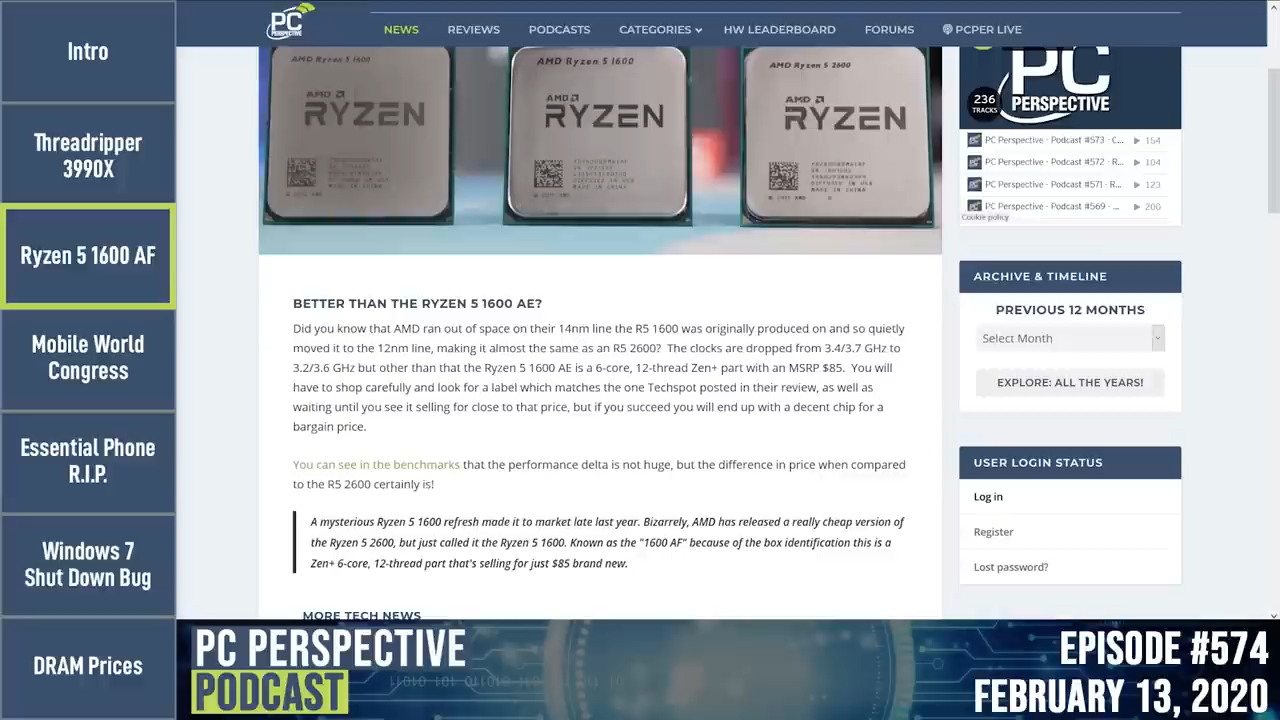 Intro
Threadripper
3990X
Ryzen 5 1600 AF
Mobile World
Congress
Essential Phone
R.I.P.
Windows 7
Shut Down Bug
DRAM Prices
PC
PERSPECTIVE
NEWS
REVIEWS
PODCASTS
CATEGORIES
HW LEADERBOARD
FORUMS
PCPER LIVE
AMD Ryzen 5 1600
AMD
RYZEN
AMD Ryzen 5 1600
AMD
RYZEN
AMD Ryzen 5 2600
AMD
RYZEN
BETTER THAN THE RYZEN 5 1600 AE?
Did you know that AMD ran out of space on their 14nm line the R5 1600 was originally produced on and so quietly
moved it to the 12nm line, making it almost the same as an R5 2600? The clocks are dropped from 3.4/3.7 GHz to
3.2/3.6 GHz but other than that the Ryzen 5 1600 AE is a 6-core, 12-thread Zen+ part with an MSRP $85. You will
have to shop carefully and look for a label which matches the one Techspot posted in their review, as well as
waiting until you see it selling for close to that price, but if you succeed you will end up with a decent chip for a
bargain price.
You can see in the benchmarks that the performance delta is not huge, but the difference in price when compared
to the R5 2600 certainly is!
A mysterious Ryzen 5 1600 refresh made it to market late last year. Bizarrely, AMD has released a really cheap version of
the Ryzen 5 2600, but just called it the Ryzen 5 1600. Known as the "1600 AF" because of the box identification this is a
Zen+ 6-core, 12-thread part that's selling for just $85 brand new.
MORE TECH NEWS
PC
PERSPECTIVE
236
TRACKS
PC Perspective - Podcast #573 - C... 154
PC Perspective - Podcast #572 - R... 104
PC Perspective - Podcast #571 - R... 123
PC Perspective - Podcast #569 - ... 200
Cookie policy
ARCHIVE & TIMELINE
PREVIOUS 12 MONTHS
Select Month
EXPLORE: ALL THE YEARS!
USER LOGIN STATUS
Log in
Register
Lost password?
PC PERSPECTIVE
PODCAST
EPISODE #574
FEBRUARY 13, 2020